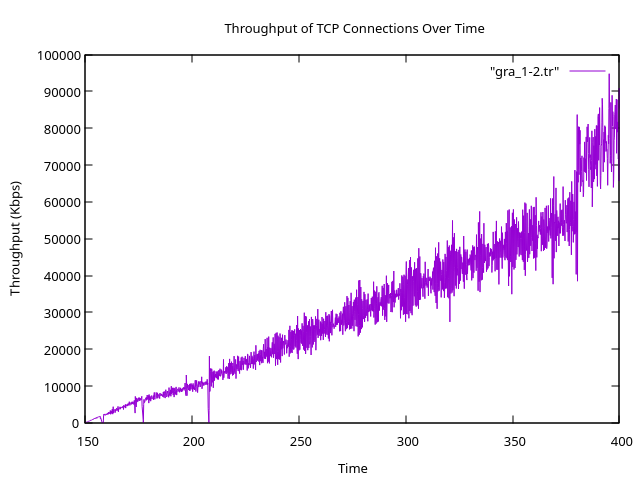 Throughput of TCP Connections Over Time
"gra_1-2.tr"
Throughput (Kbps)
100000
90000
80000
70000
60000
50000
40000
30000
20000
10000
0
150 200 250 300 350 400
Time